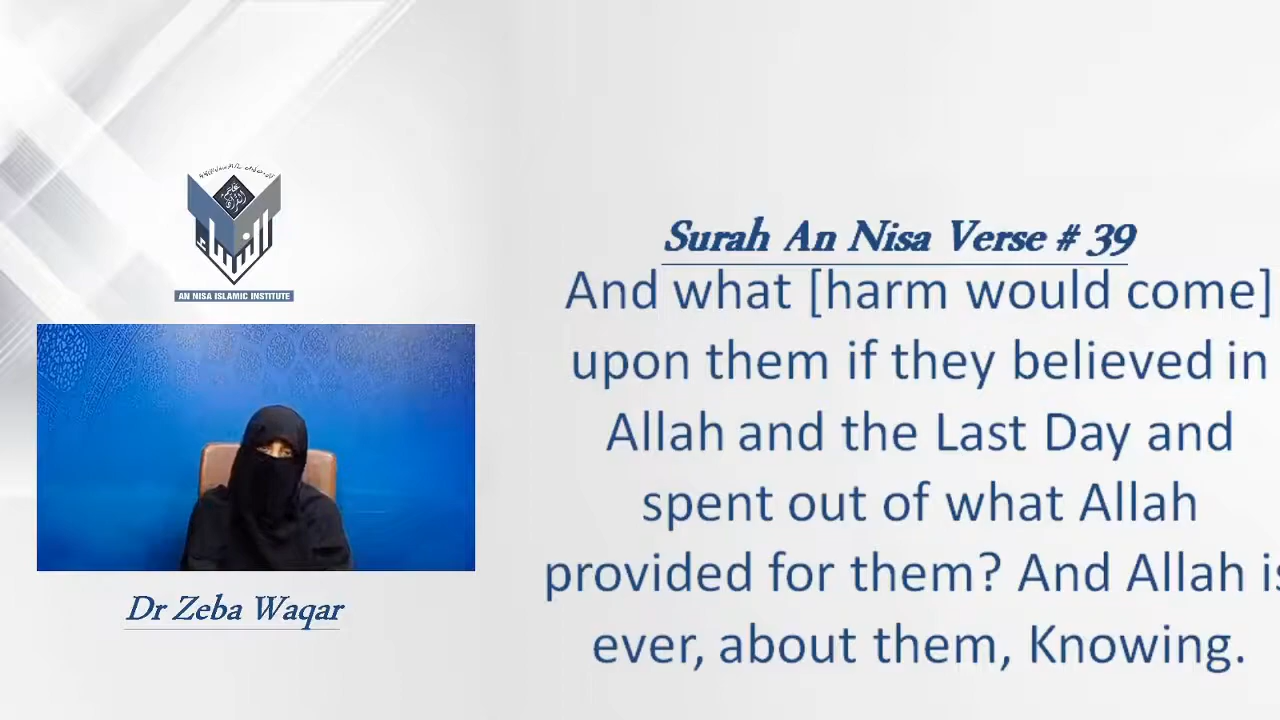 AN NISA ISLAMIC INSTITUTE
Dr Zeba Waqar
Surah An Nisa Verse # 39
And what [harm would come]
upon them if they believed in
Allah and the Last Day and
spent out of what Allah
provided for them? And Allah is
ever, about them, Knowing.